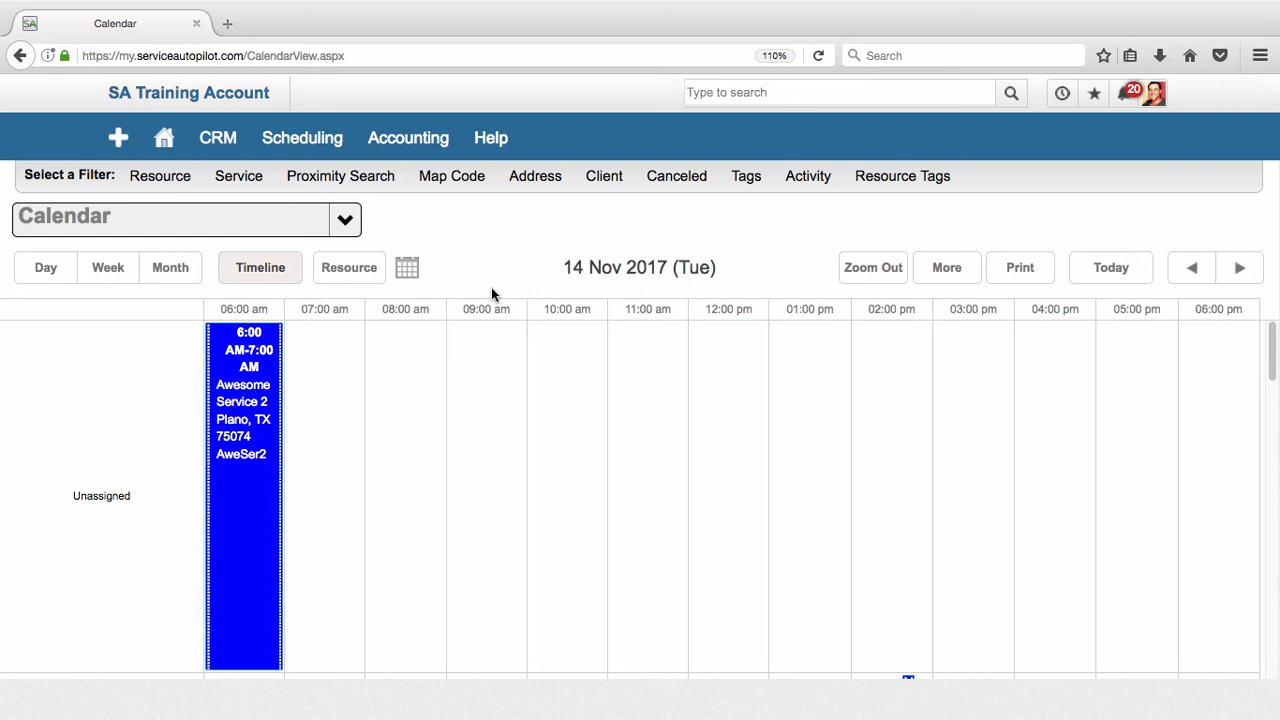 SA Calendar
https://my.serviceautopilot.com/CalendarView.aspx 110% Search
SA Training Account Type to search 20
CRM Scheduling Accounting Help
Select a Filter: Resource Service Proximity Search Map Code Address Client Canceled Tags Activity Resource Tags
Calendar
Day Week Month Timeline Resource 14 Nov 2017 (Tue) Zoom Out More Print Today
06:00 am 07:00 am 08:00 am 09:00 am 10:00 am 11:00 am 12:00 pm 01:00 pm 02:00 pm 03:00 pm 04:00 pm 05:00 pm 06:00 pm
6:00
AM-7:00
AM
Awesome
Service 2
Plano, TX
75074
AweSer2
Unassigned